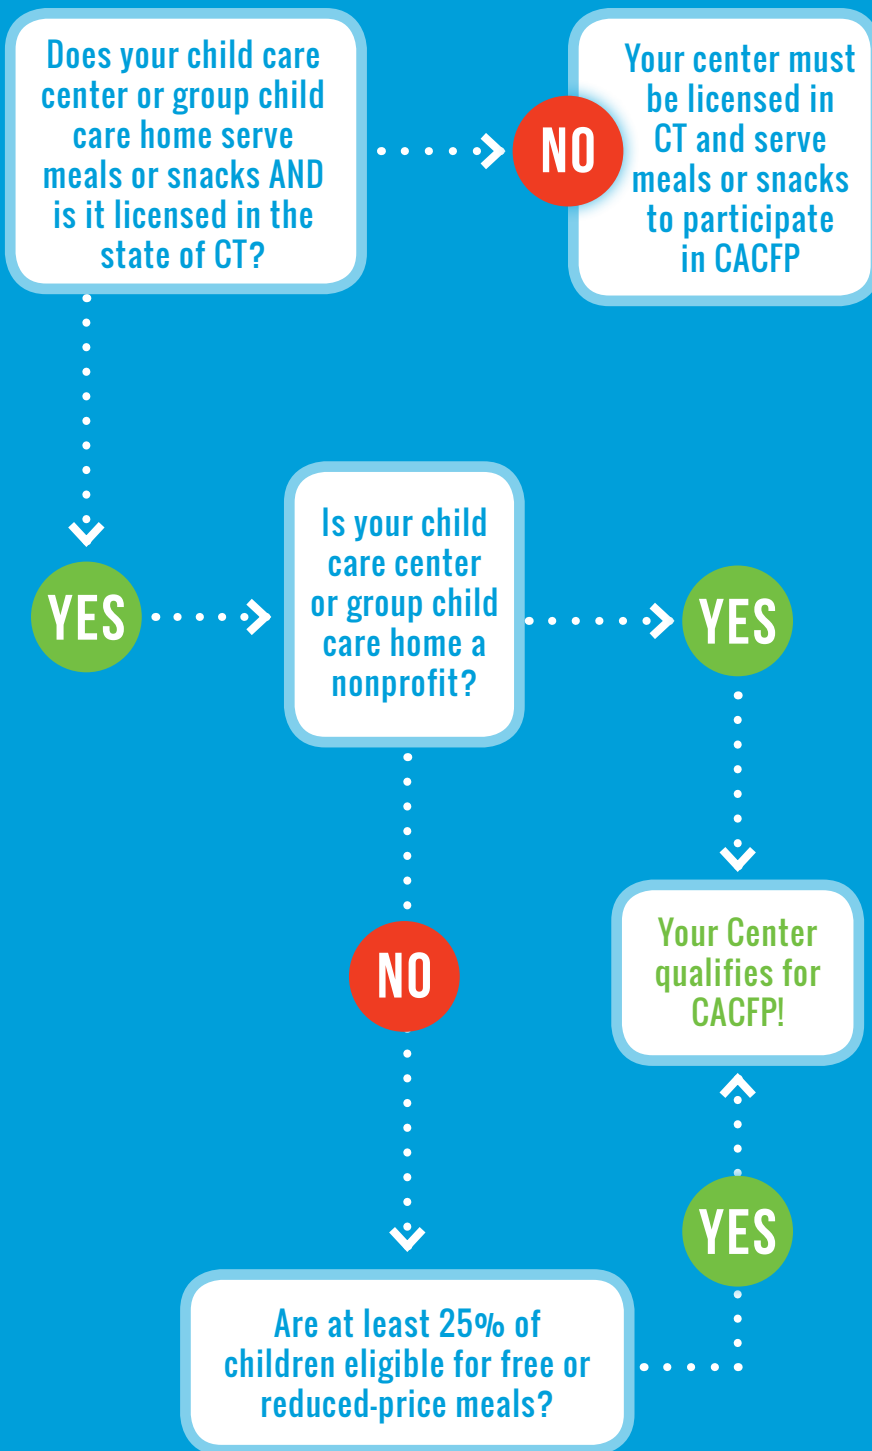 Does your child care
center or group child
care home serve
meals or snacks AND
is it licensed in the
state of CT?
NO
Your center must
be licensed in
CT and serve
meals or snacks
to participate
in CACFP
YES
Is your child
care center
or group child
care home a
nonprofit?
YES
NO
Your Center
qualifies for
CACFP!
YES
Are at least 25% of
children eligible for free or
reduced-price meals?